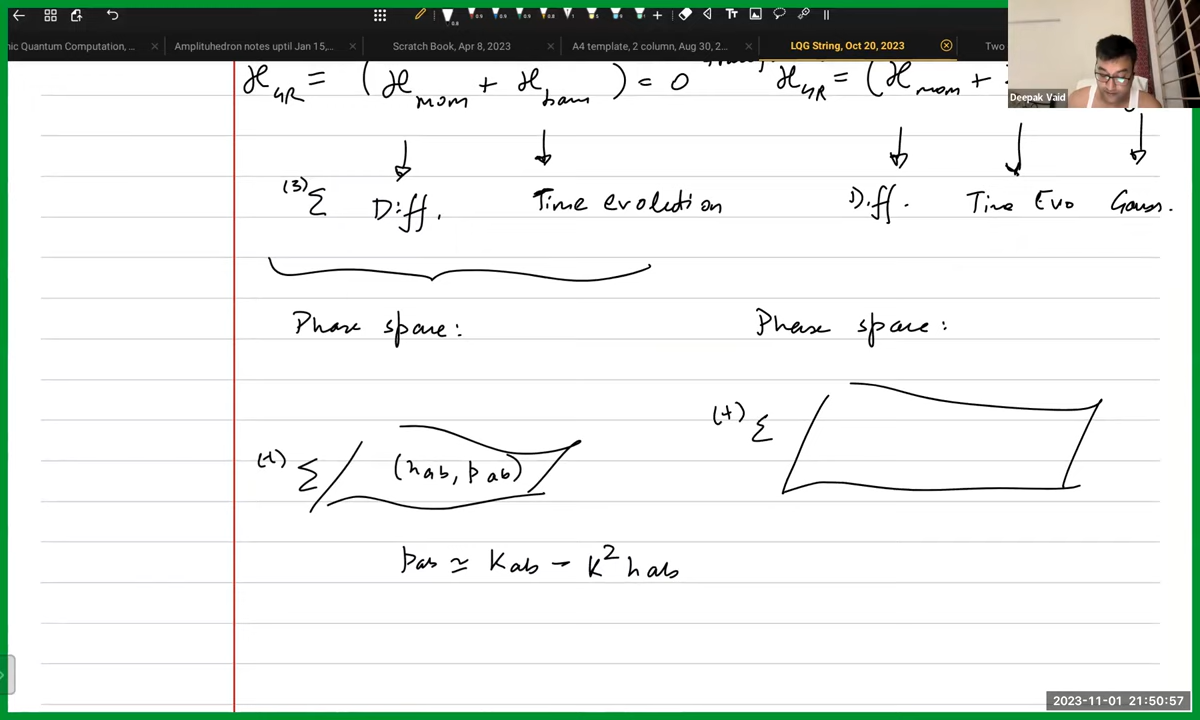 nic Quantum Computation, ...
Amplituhedron notes uptil Jan 15,...
Scratch Book, Apr 8, 2023
A4 template, 2 column, Aug 30, 2...
LQG String, Oct 20, 2023
Two
Deepak Vaid
H_GR = (H_mom + H_ham) = 0
H_GR = (H_mom +
(3) Σ Diff. Time evolution
Diff. Time Evo Gauss.
Phase space:
Phase space:
(t) Σ (hab, pab)
(t) Σ
pab ≃ Kab - K² hab
2023-11-01 21:50:57